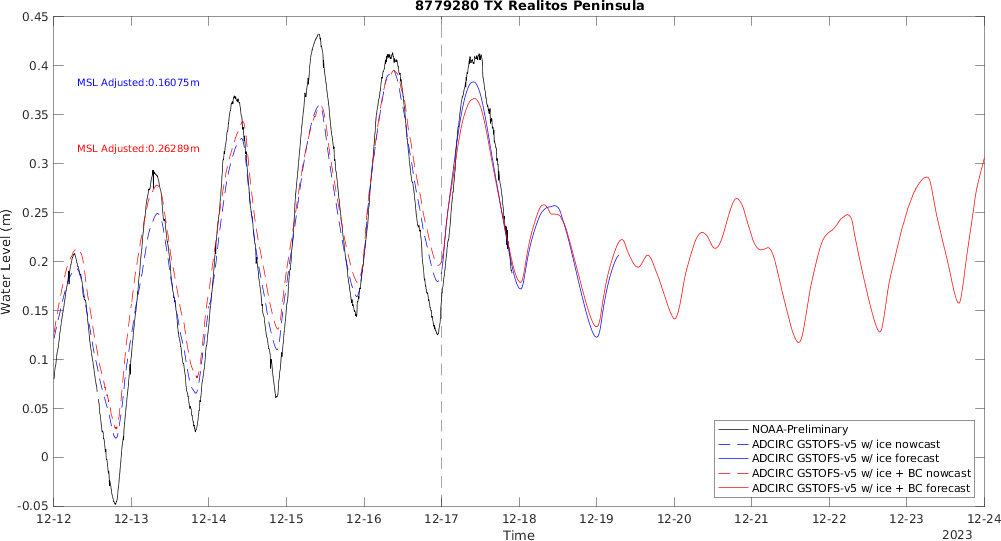 8779280 TX Realitos Peninsula
0.45
0.4
0.35
0.3
0.25
0.2
0.15
0.1
0.05
0
-0.05
Water Level (m)
MSL Adjusted:0.16075m
MSL Adjusted:0.26289m
NOAA-Preliminary
ADCIRC GSTOFS-v5 w/ ice nowcast
ADCIRC GSTOFS-v5 w/ ice forecast
ADCIRC GSTOFS-v5 w/ ice + BC nowcast
ADCIRC GSTOFS-v5 w/ ice + BC forecast
12-12 12-13 12-14 12-15 12-16 12-17 12-18 12-19 12-20 12-21 12-22 12-23 12-24
Time
2023